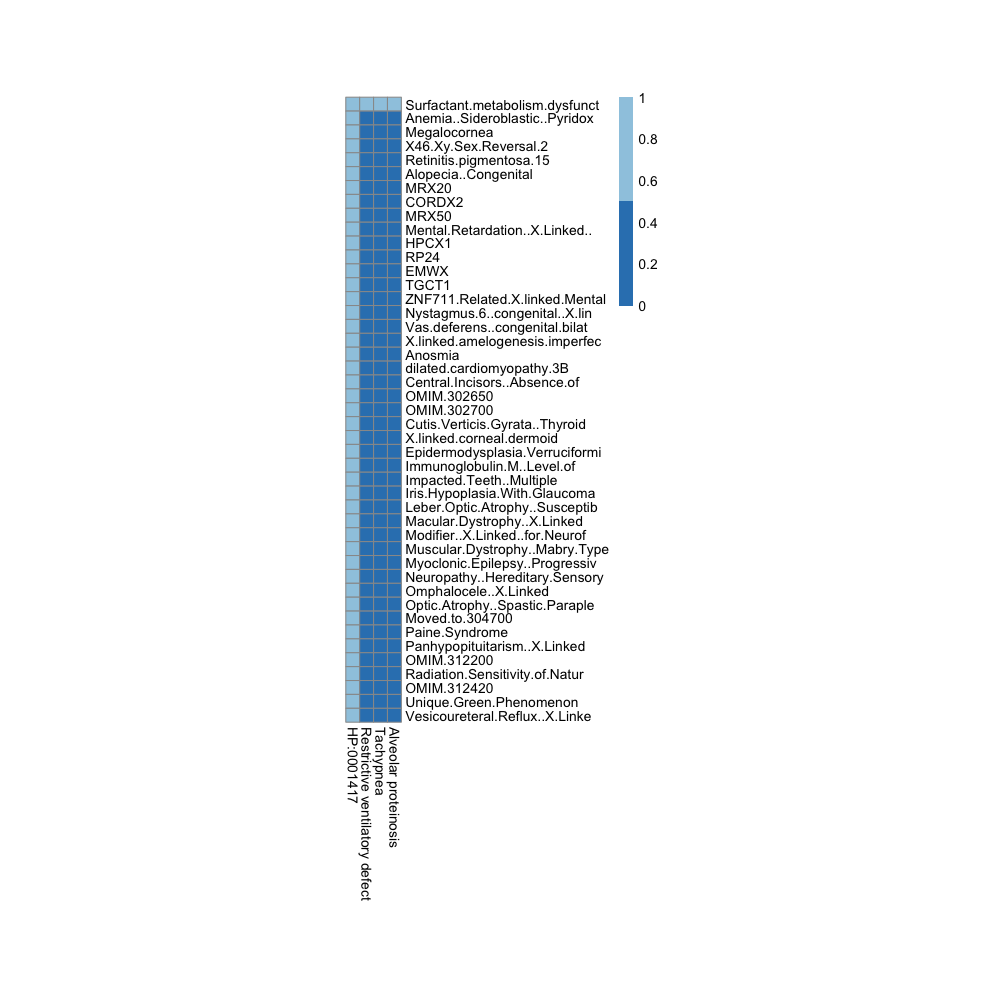 Surfactant.metabolism.dysfunct
Anemia..Sideroblastic..Pyridox
Megalocornea
X46.Xy.Sex.Reversal.2
Retinitis.pigmentosa.15
Alopecia..Congenital
MRX20
CORDX2
MRX50
Mental.Retardation..X.Linked..
HPCX1
RP24
EMWX
TGCT1
ZNF711.Related.X.linked.Mental
Nystagmus.6..congenital..X.lin
Vas.deferens..congenital.bilat
X.linked.amelogenesis.imperfec
Anosmia
dilated.cardiomyopathy.3B
Central.Incisors..Absence.of
OMIM.302650
OMIM.302700
Cutis.Verticis.Gyrata..Thyroid
X.linked.corneal.dermoid
Epidermodysplasia.Verruciformi
Immunoglobulin.M..Level.of
Impacted.Teeth..Multiple
Iris.Hypoplasia.With.Glaucoma
Leber.Optic.Atrophy..Susceptib
Macular.Dystrophy..X.Linked
Modifier..X.Linked..for.Neurof
Muscular.Dystrophy..Mabry.Type
Myoclonic.Epilepsy..Progressiv
Neuropathy..Hereditary.Sensory
Omphalocele..X.Linked
Optic.Atrophy..Spastic.Paraple
Moved.to.304700
Paine.Syndrome
Panhypopituitarism..X.Linked
OMIM.312200
Radiation.Sensitivity.of.Natur
OMIM.312420
Unique.Green.Phenomenon
Vesicoureteral.Reflux..X.Linke
1
0.8
0.6
0.4
0.2
0
HP:0001417
Restrictive ventilatory defect
Tachypnea
Alveolar proteinosis